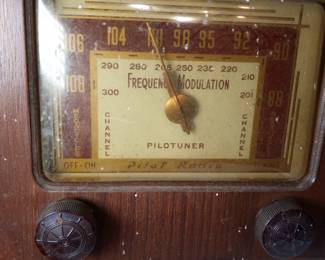 108 106 104 101 98 95 92 90 88
290 280 265 250 235 220 210
300 201
FREQUENCY MODULATION
CHANNEL CHANNEL
PILOTUNER
OFF-ON Pilot Radio